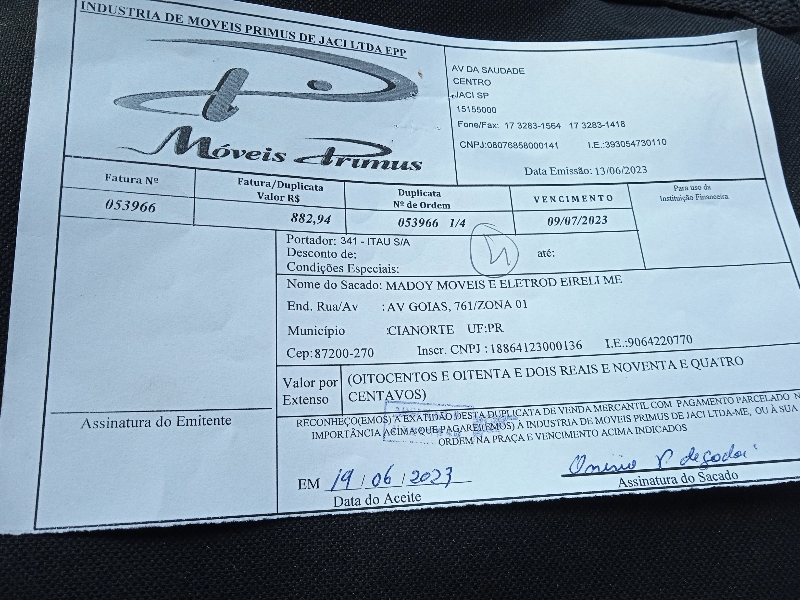 INDUSTRIA DE MOVEIS PRIMUS DE JACI LTDA EPP
Móveis Primus
AV DA SAUDADE
CENTRO
JACI SP
15155000
Fone/Fax: 17 3283-1564 17 3283-1418
CNPJ:08076858000141 I.E.:393054730110
Data Emissão: 13/06/2023
Fatura Nº
053966
Fatura/Duplicata
Valor R$
882,94
Duplicata
Nº de Ordem
053966 1/4
VENCIMENTO
09/07/2023
Para uso da
Instituição Financeira
Portador: 341 - ITAU S/A
Desconto de: até:
Condições Especiais:
Nome do Sacado: MADOY MOVEIS E ELETROD EIRELI ME
End. Rua/Av :AV GOIAS, 761/ZONA 01
Município :CIANORTE UF:PR
Cep:87200-270 Inscr. CNPJ :18864123000136 I.E.:9064220770
Valor por
Extenso
(OITOCENTOS E OITENTA E DOIS REAIS E NOVENTA E QUATRO
CENTAVOS)
RECONHEÇO(EMOS) A EXATIDÃO DESTA DUPLICATA DE VENDA MERCANTIL COM PAGAMENTO PARCELADO N
IMPORTÂNCIA ACIMA QUE PAGAREI(EMOS) À INDUSTRIA DE MOVEIS PRIMUS DE JACI LTDA-ME, OU À SUA
ORDEM NA PRAÇA E VENCIMENTO ACIMA INDICADOS
Assinatura do Emitente
EM 19/06/2023
Data do Aceite
Assinatura do Sacado